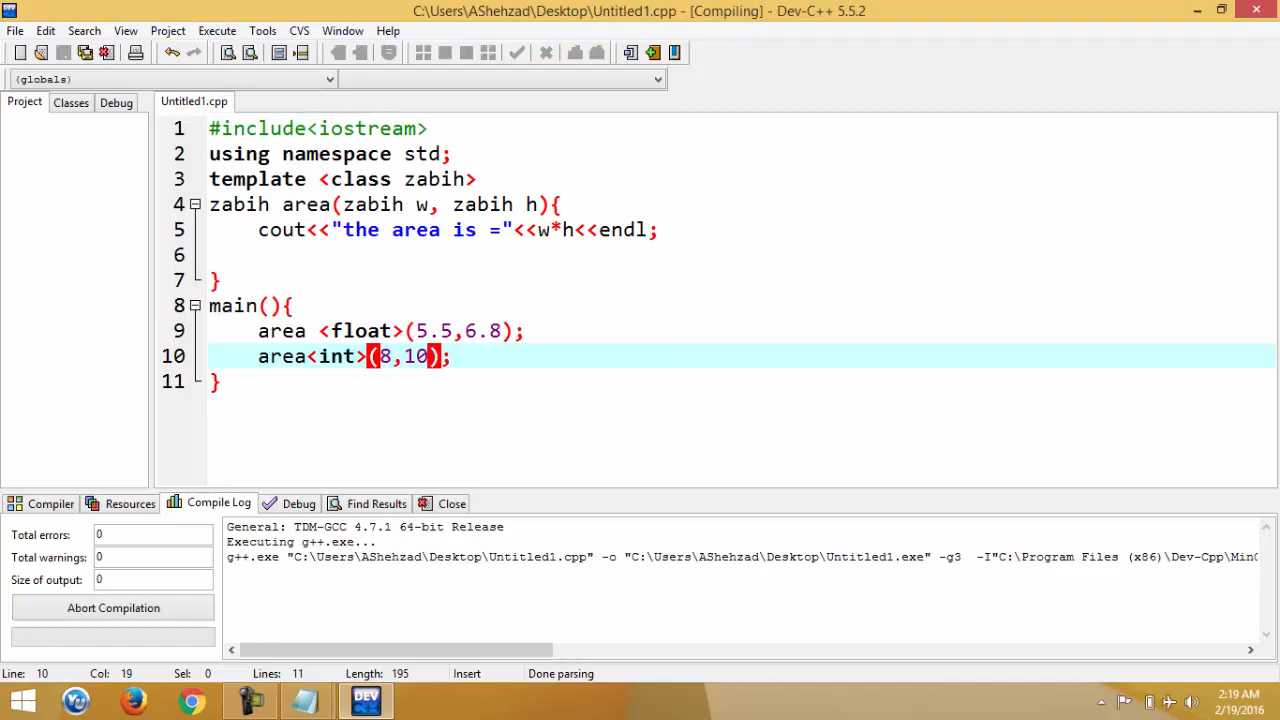 C:\Users\AShehzad\Desktop\Untitled1.cpp - [Compiling] - Dev-C++ 5.5.2
File Edit Search View Project Execute Tools CVS Window Help
(globals)
Project Classes Debug Untitled1.cpp
1 #include<iostream>
2 using namespace std;
3 template <class zabih>
4 zabih area(zabih w, zabih h){
5 cout<<"the area is ="<<w*h<<endl;
6
7 }
8 main(){
9 area <float>(5.5,6.8);
10 area<int>(8,10);
11 }
Compiler Resources Compile Log Debug Find Results Close
Total errors: 0
Total warnings: 0
Size of output: 0
Abort Compilation
General: TDM-GCC 4.7.1 64-bit Release
Executing g++.exe...
g++.exe "C:\Users\AShehzad\Desktop\Untitled1.cpp" -o "C:\Users\AShehzad\Desktop\Untitled1.exe" -g3 -I"C:\Program Files (x86)\Dev-Cpp\Min
Line: 10 Col: 19 Sel: 0 Lines: 11 Length: 195 Insert Done parsing
DEV
2:19 AM
2/19/2016